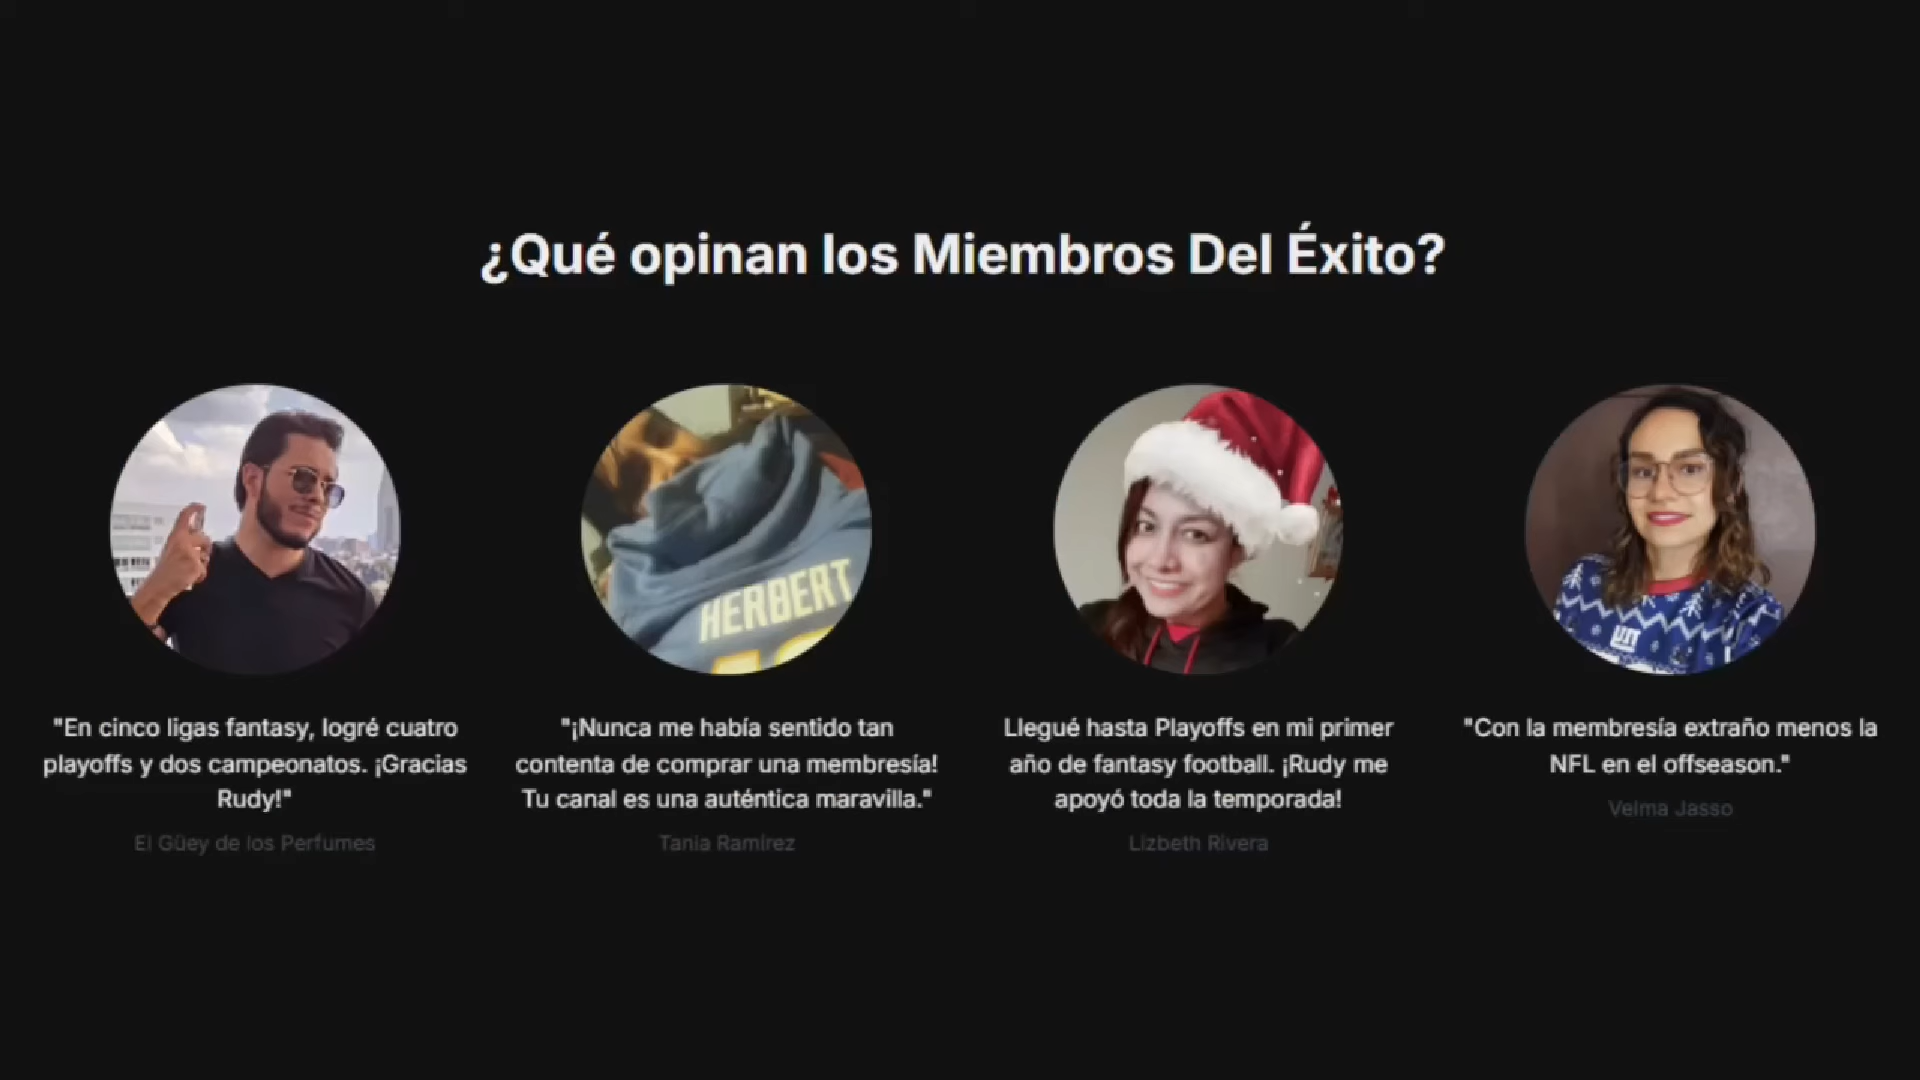 ¿Qué opinan los Miembros Del Éxito?
HERBERT
"En cinco ligas fantasy, logré cuatro
playoffs y dos campeonatos. ¡Gracias
Rudy!"
El Güey de los Perfumes
"¡Nunca me había sentido tan
contenta de comprar una membresía!
Tu canal es una auténtica maravilla."
Tania Ramírez
Llegué hasta Playoffs en mi primer
año de fantasy football. ¡Rudy me
apoyó toda la temporada!
Lizbeth Rivera
"Con la membresía extraño menos la
NFL en el offseason."
Velma Jasso